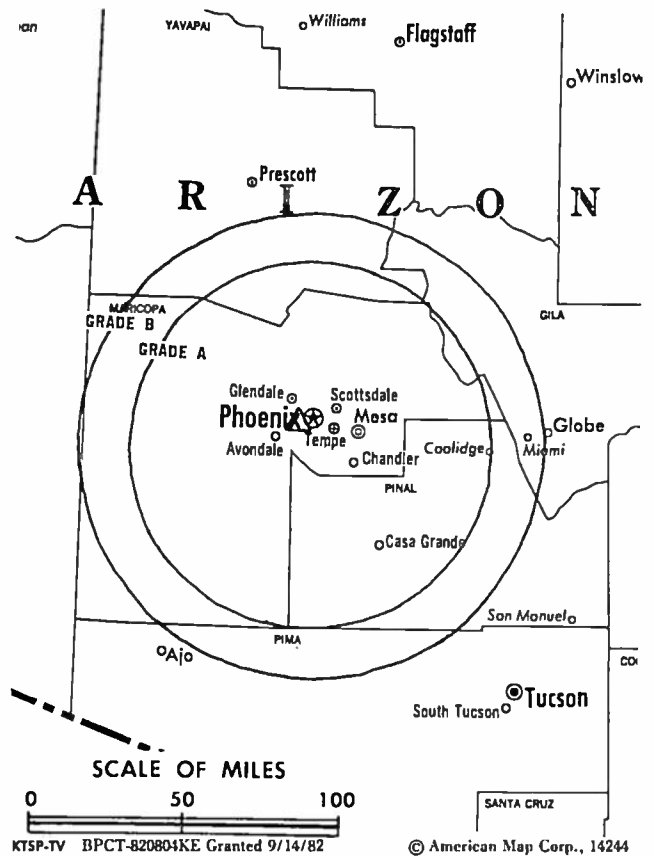 YAVAPAI
Williams
Flagstaff
Winslow
Prescott
A R I Z O N
MARICOPA
GRADE B
GILA
GRADE A
Glendale
Scottsdale
Phoenix
Mesa
Globe
Avondale
Tempe
Coolidge
Miami
Chandler
PINAL
Casa Grande
San Manuel
PIMA
Ajo
Tucson
South Tucson
SCALE OF MILES
0 50 100
SANTA CRUZ
KTSP-TV BPCT-820804KE Granted 9/14/82
© American Map Corp., 14244